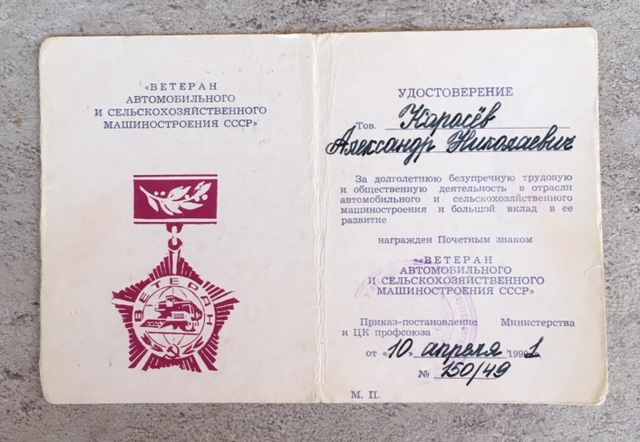 «ВЕТЕРАН
АВТОМОБИЛЬНОГО
И СЕЛЬСКОХОЗЯЙСТВЕННОГО
МАШИНОСТРОЕНИЯ СССР»
ВЕТЕРАН
УДОСТОВЕРЕНИЕ
Тов. Карасёв
Александр Николаевич
За долголетнюю безупречную трудовую
и общественную деятельность в отрасли
автомобильного и сельскохозяйственного
машиностроения и большой вклад в ее
развитие
награжден Почетным знаком
«ВЕТЕРАН
АВТОМОБИЛЬНОГО
И СЕЛЬСКОХОЗЯЙСТВЕННОГО
МАШИНОСТРОЕНИЯ СССР»
Приказ-постановление Министерства
и ЦК профсоюза
от «10» апреля 1991
№ 150/49
М. П.